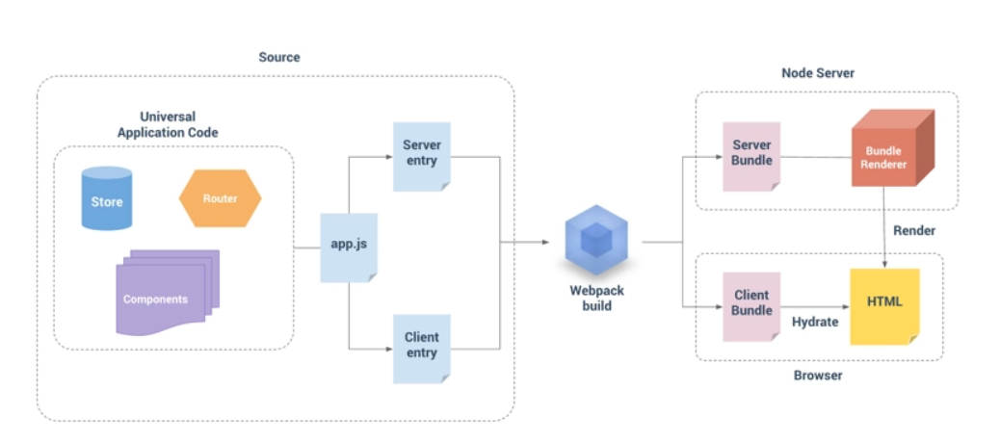 Source
Universal
Application Code
Store
Router
Components
app.js
Server
entry
Client
entry
Webpack
build
Node Server
Server
Bundle
Bundle
Renderer
Render
Client
Bundle
Hydrate
HTML
Browser